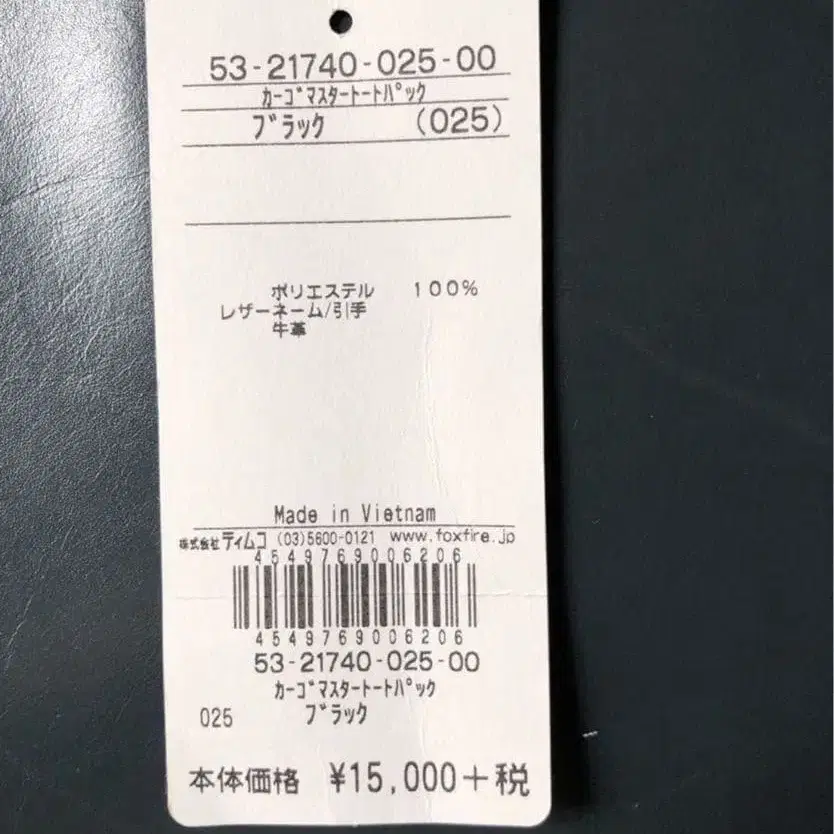 53-21740-025-00
ｶｰｺﾞﾏｽﾀｰﾄｰﾄﾊﾟｯｸ
ﾌﾞﾗｯｸ (025)
ポリエステル 100%
レザーネーム/引手
牛革
Made in Vietnam
株式会社ティムコ (03)5600-0121 www.foxfire.jp
4549769006206
4549769006206
53-21740-025-00
ｶｰｺﾞﾏｽﾀｰﾄｰﾄﾊﾟｯｸ
025 ﾌﾞﾗｯｸ
本体価格 ¥15,000+税